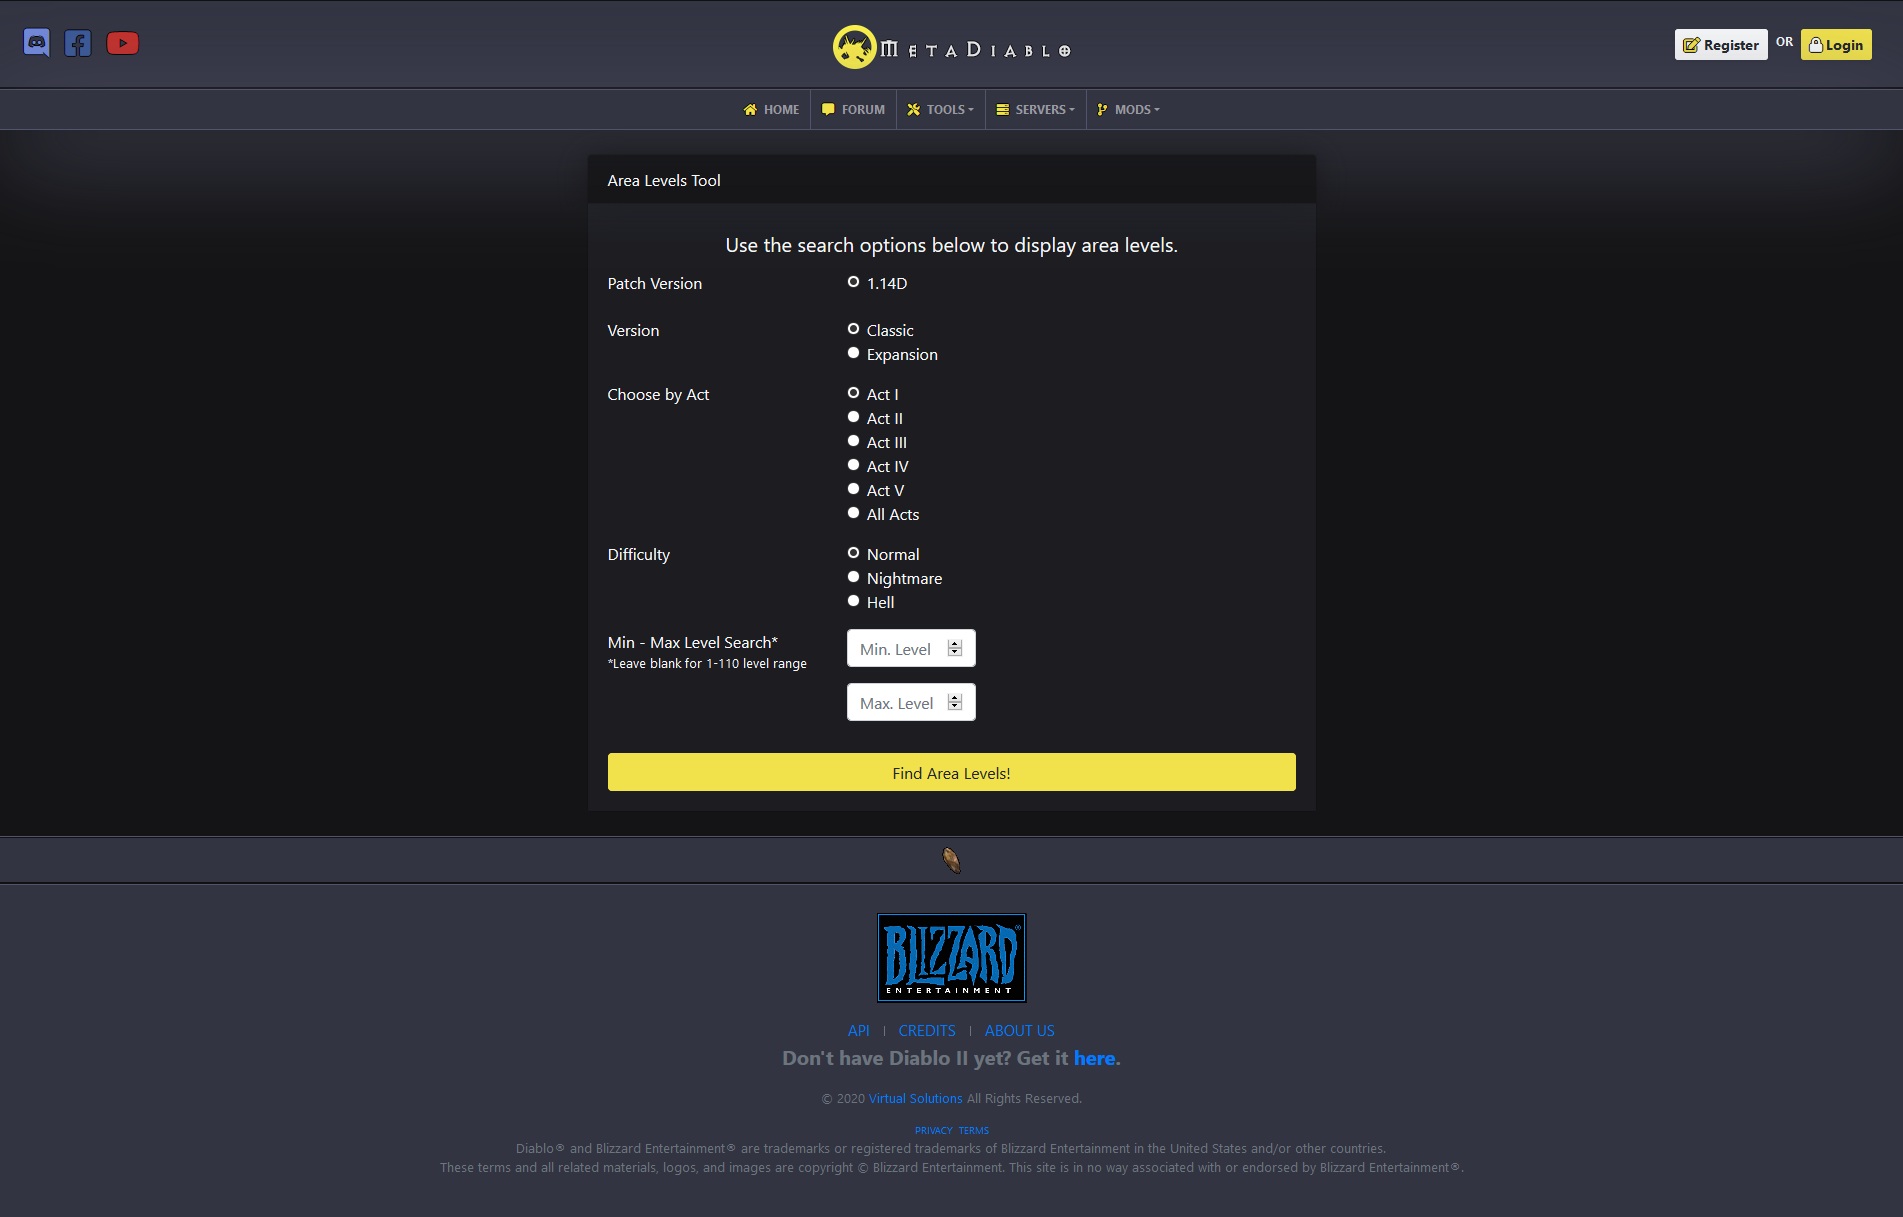 MetaDiablo
Register OR Login
HOME FORUM TOOLS SERVERS MODS
Area Levels Tool
Use the search options below to display area levels.
Patch Version
1.14D
Version
Classic
Expansion
Choose by Act
Act I
Act II
Act III
Act IV
Act V
All Acts
Difficulty
Normal
Nightmare
Hell
Min - Max Level Search*
*Leave blank for 1-110 level range
Min. Level
Max. Level
Find Area Levels!
BLIZZARD®
ENTERTAINMENT
API | CREDITS | ABOUT US
Don't have Diablo II yet? Get it here.
© 2020 Virtual Solutions All Rights Reserved.
PRIVACY TERMS
Diablo® and Blizzard Entertainment® are trademarks or registered trademarks of Blizzard Entertainment in the United States and/or other countries.
These terms and all related materials, logos, and images are copyright © Blizzard Entertainment. This site is in no way associated with or endorsed by Blizzard Entertainment®.